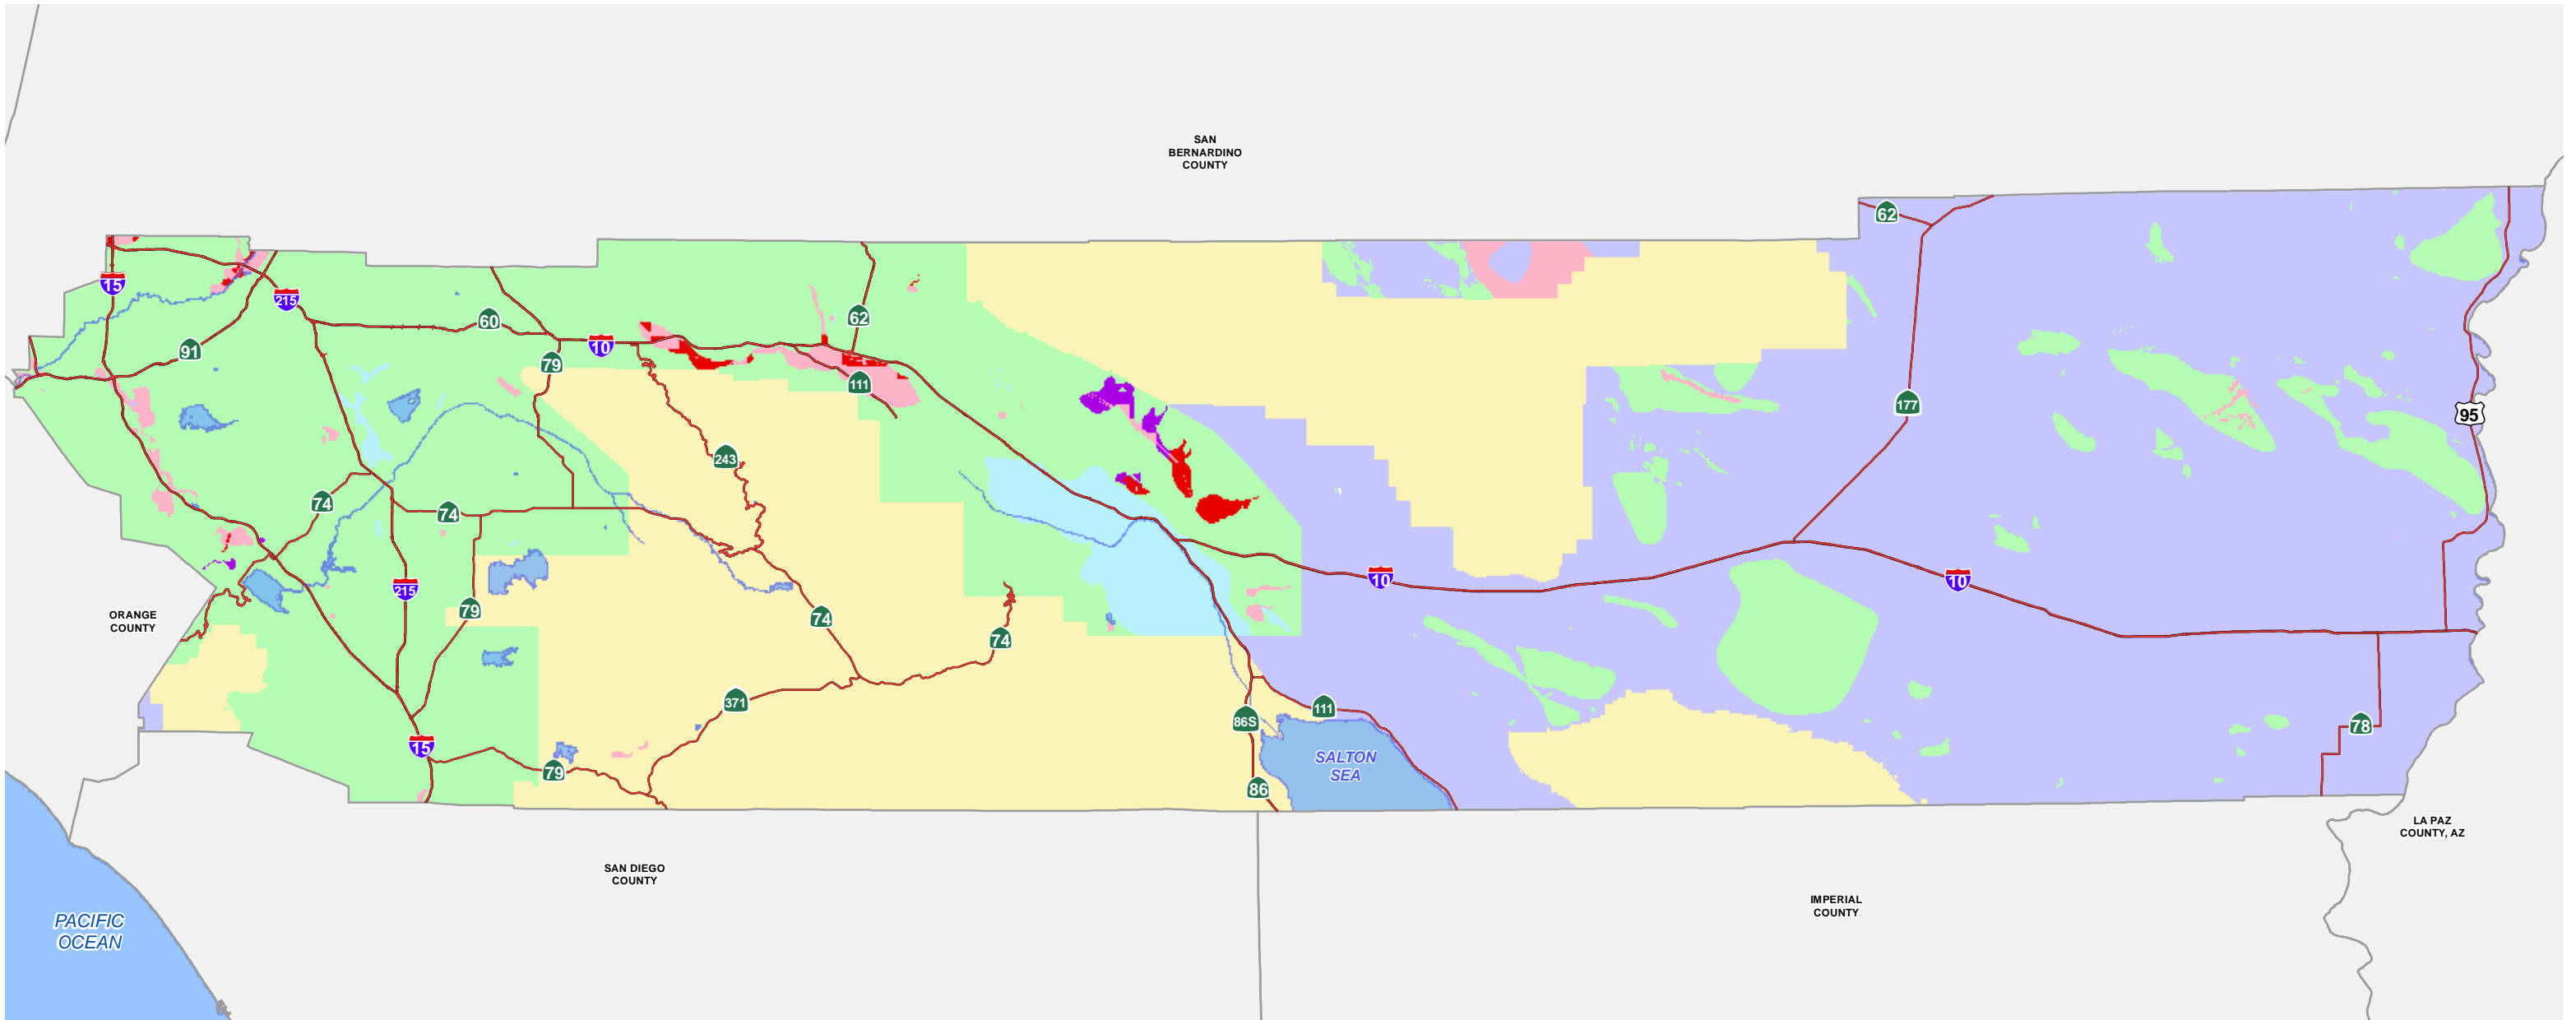 SAN
BERNARDINO
COUNTY
62
15
215
60
62
91
10
79
111
177
95
243
74
74
10
10
215
ORANGE
COUNTY
79
74
74
371
86S
111
78
15
SALTON
SEA
79
86
LA PAZ
COUNTY, AZ
SAN DIEGO
COUNTY
IMPERIAL
COUNTY
PACIFIC
OCEAN